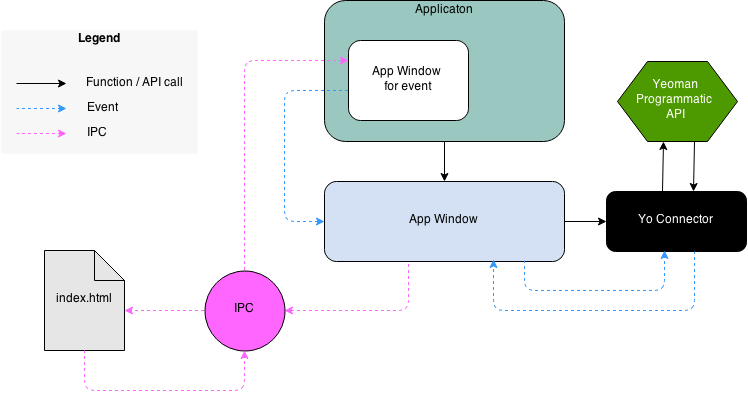 Applicaton
Legend
Function / API call
Event
IPC
App Window
for event
Yeoman
Programmatic
API
App Window
Yo Connector
index.html
IPC